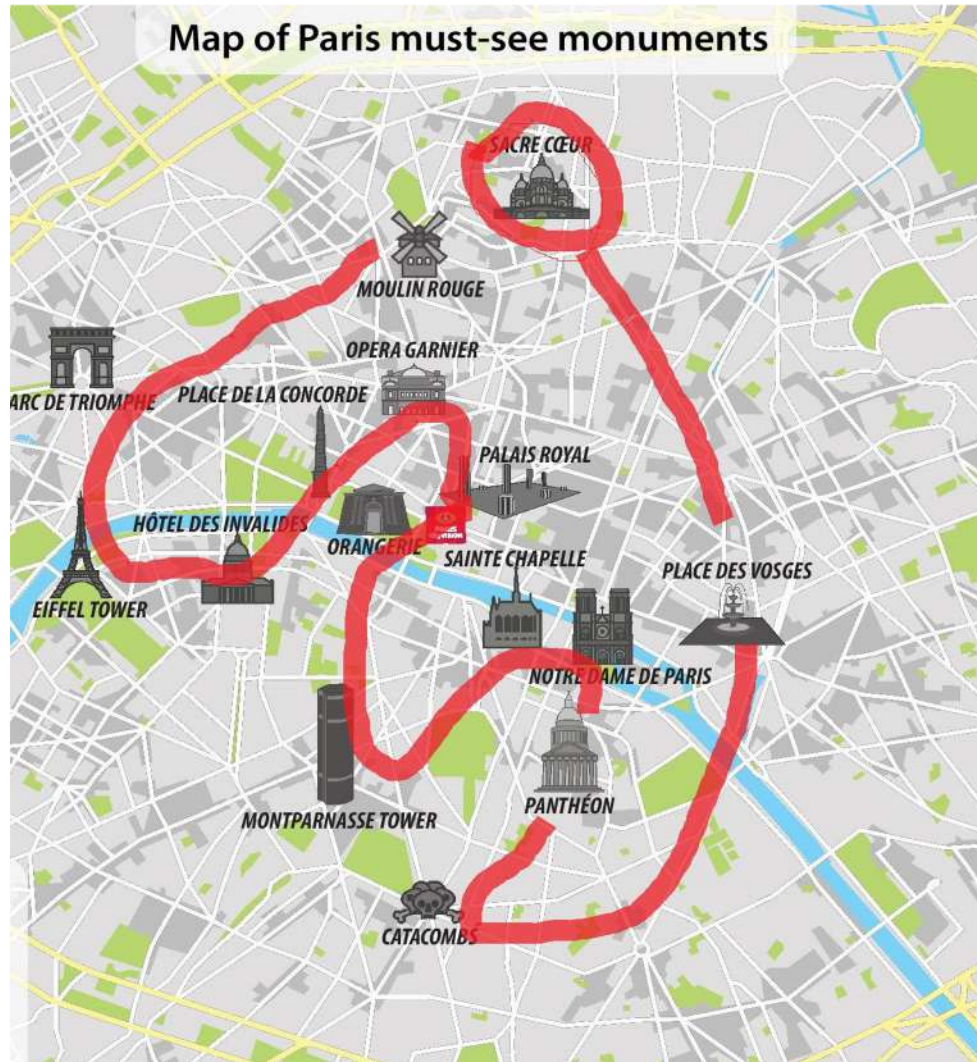 Map of Paris must-see monuments
SACRE CŒUR
MOULIN ROUGE
OPERA GARNIER
ARC DE TRIOMPHE
PLACE DE LA CONCORDE
PALAIS ROYAL
HÔTEL DES INVALIDES
ORANGERIE
SAINTE CHAPELLE
PLACE DES VOSGES
EIFFEL TOWER
NOTRE DAME DE PARIS
PANTHÉON
MONTPARNASSE TOWER
CATACOMBS